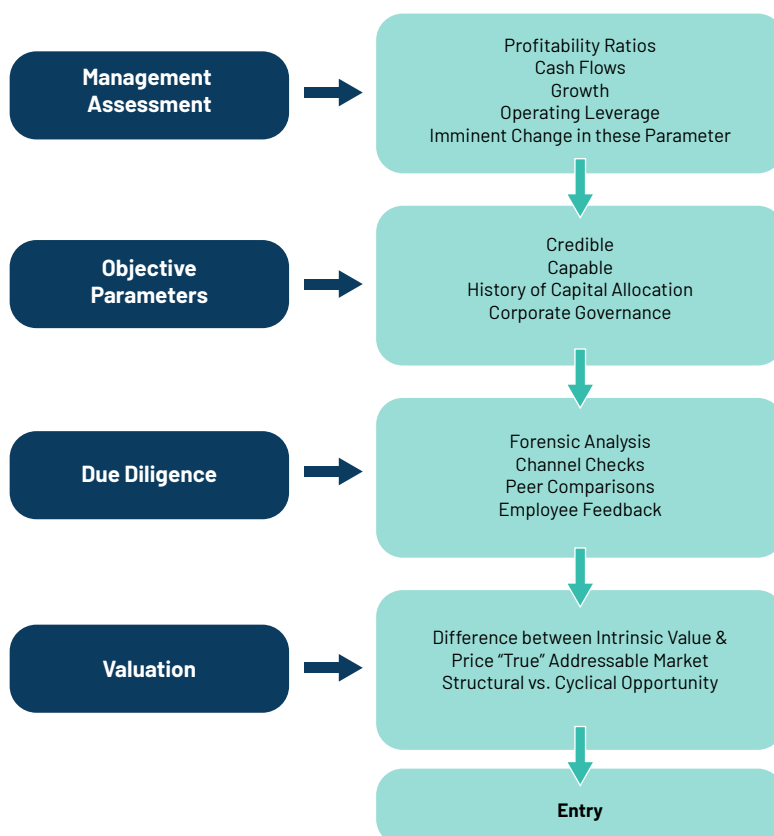 Management
Assessment
Profitability Ratios
Cash Flows
Growth
Operating Leverage
Imminent Change in these Parameter
Objective
Parameters
Credible
Capable
History of Capital Allocation
Corporate Governance
Due Diligence
Forensic Analysis
Channel Checks
Peer Comparisons
Employee Feedback
Valuation
Difference between Intrinsic Value &
Price “True” Addressable Market
Structural vs. Cyclical Opportunity
Entry